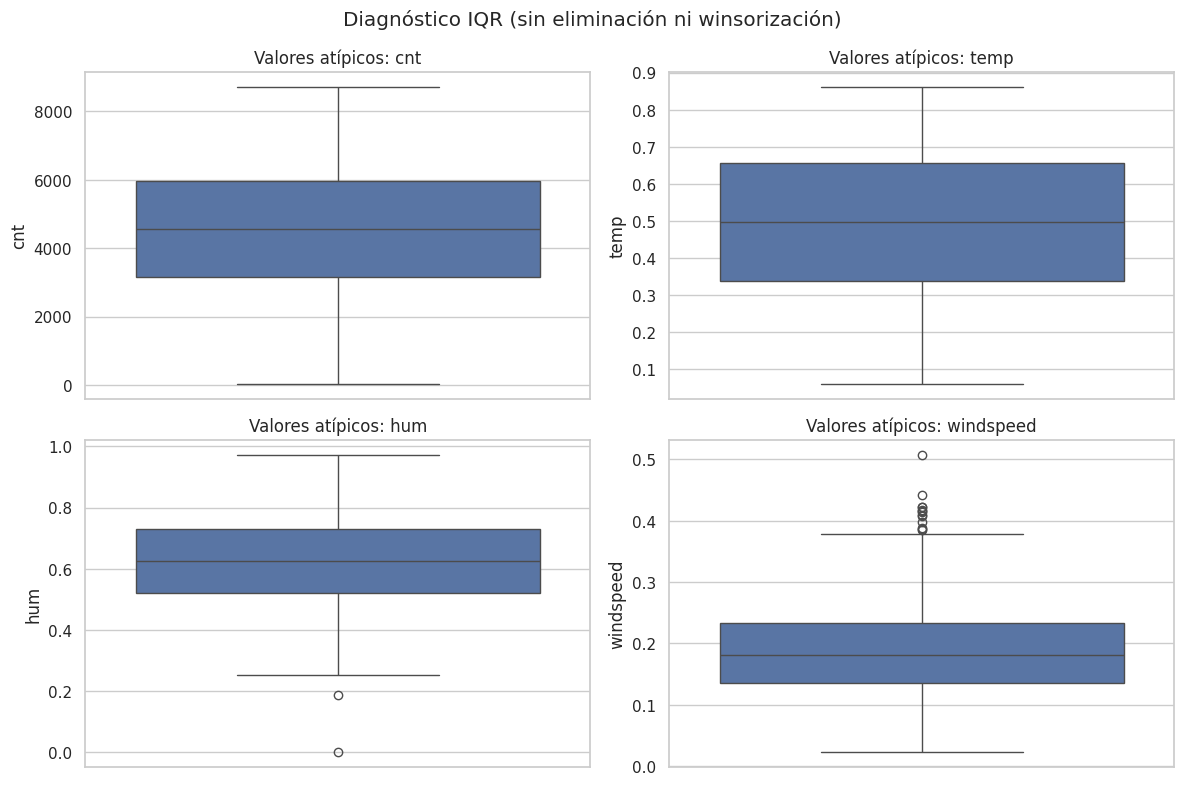 Diagnóstico IQR (sin eliminación ni winsorización)
Valores atípicos: cnt
8000
6000
4000
2000
0
cnt
Valores atípicos: temp
0.9
0.8
0.7
0.6
0.5
0.4
0.3
0.2
0.1
temp
Valores atípicos: hum
1.0
0.8
0.6
0.4
0.2
0.0
hum
Valores atípicos: windspeed
0.5
0.4
0.3
0.2
0.1
0.0
windspeed